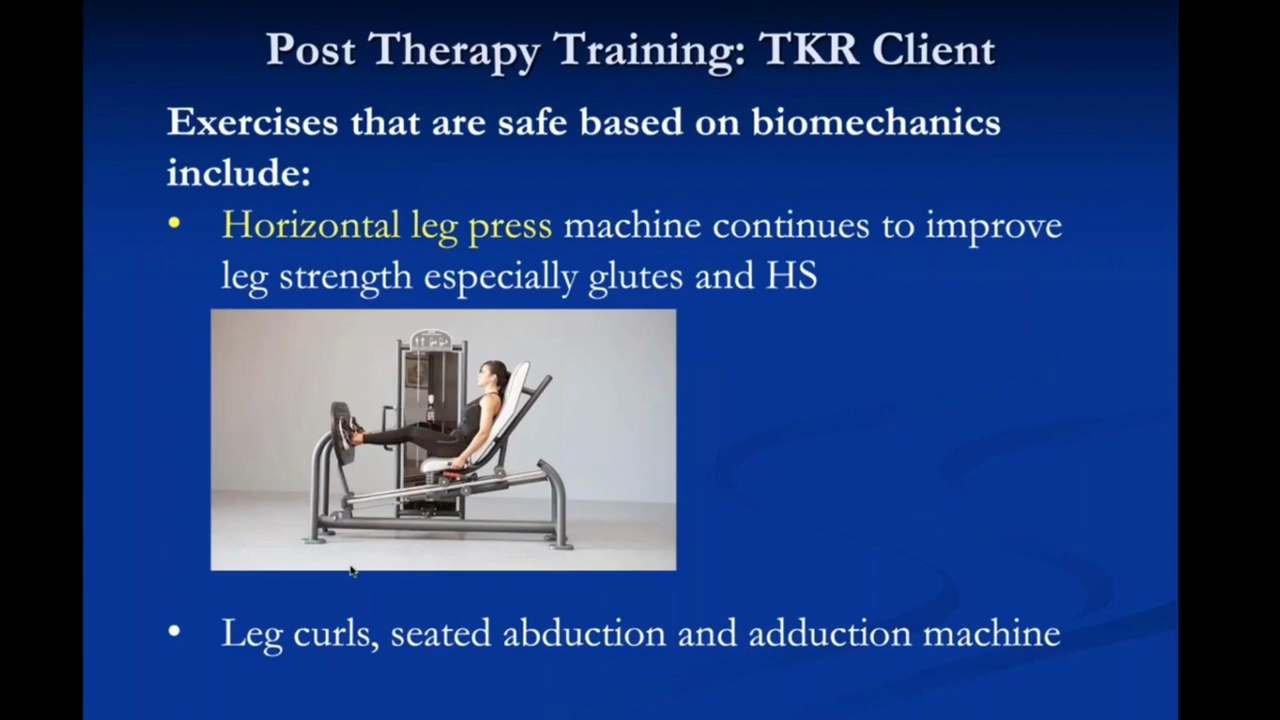 Post Therapy Training: TKR Client
Exercises that are safe based on biomechanics
include:
• Horizontal leg press machine continues to improve
leg strength especially glutes and HS
• Leg curls, seated abduction and adduction machine